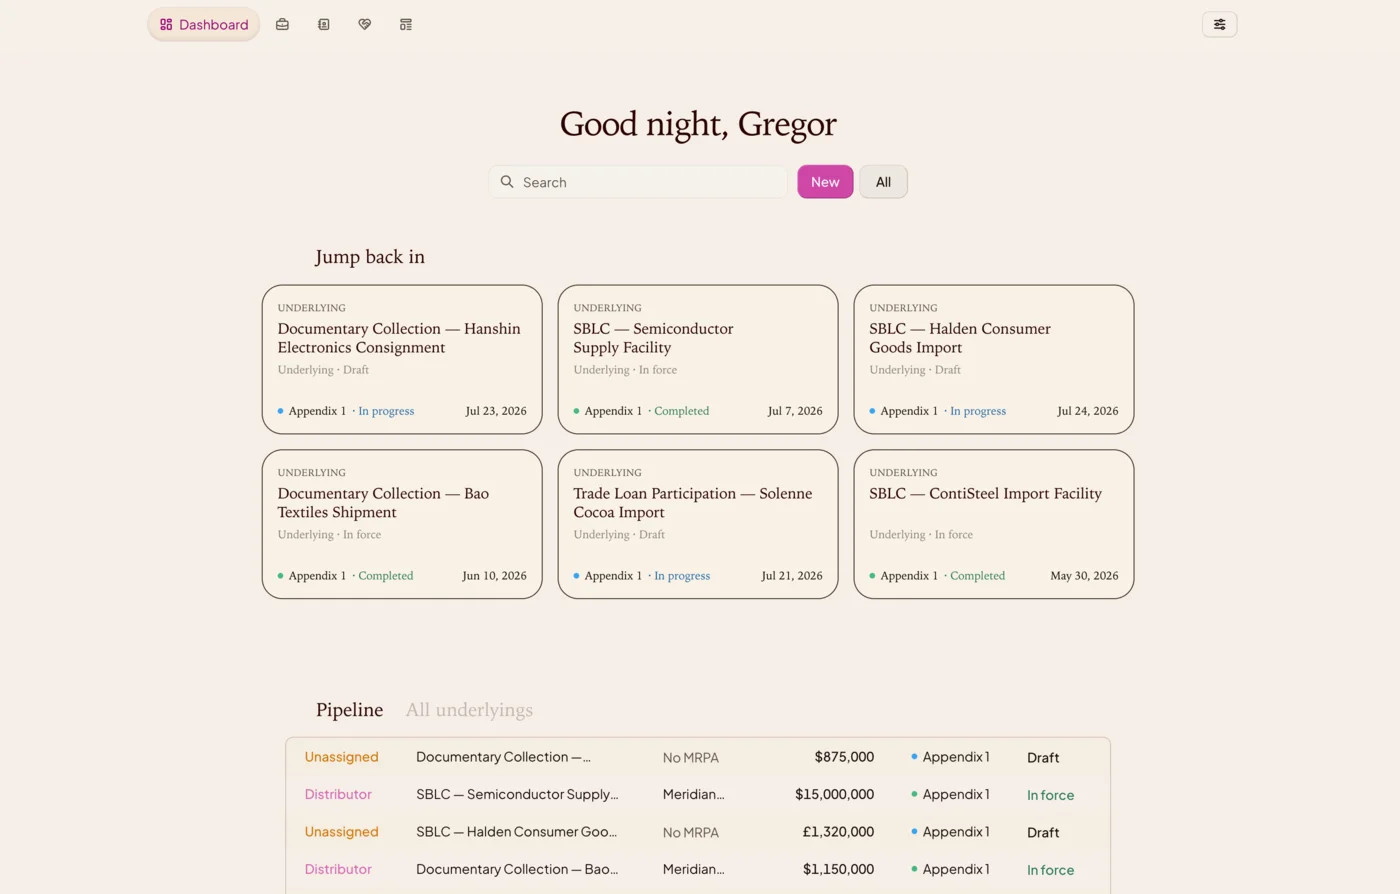 Dashboard
Good night, Gregor
Search
New
All
Jump back in
UNDERLYING
Documentary Collection — Hanshin
Electronics Consignment
Underlying · Draft
Appendix 1 · In progress
Jul 23, 2026
UNDERLYING
SBLC — Semiconductor
Supply Facility
Underlying · In force
Appendix 1 · Completed
Jul 7, 2026
UNDERLYING
SBLC — Halden Consumer
Goods Import
Underlying · Draft
Appendix 1 · In progress
Jul 24, 2026
UNDERLYING
Documentary Collection — Bao
Textiles Shipment
Underlying · In force
Appendix 1 · Completed
Jun 10, 2026
UNDERLYING
Trade Loan Participation — Solenne
Cocoa Import
Underlying · Draft
Appendix 1 · In progress
Jul 21, 2026
UNDERLYING
SBLC — ContiSteel Import Facility
Underlying · In force
Appendix 1 · Completed
May 30, 2026
Pipeline
All underlyings
Unassigned Documentary Collection —... No MRPA $875,000 Appendix 1 Draft
Distributor SBLC — Semiconductor Supply... Meridian... $15,000,000 Appendix 1 In force
Unassigned SBLC — Halden Consumer Goo... No MRPA £1,320,000 Appendix 1 Draft
Distributor Documentary Collection — Bao... Meridian... $1,150,000 Appendix 1 In force